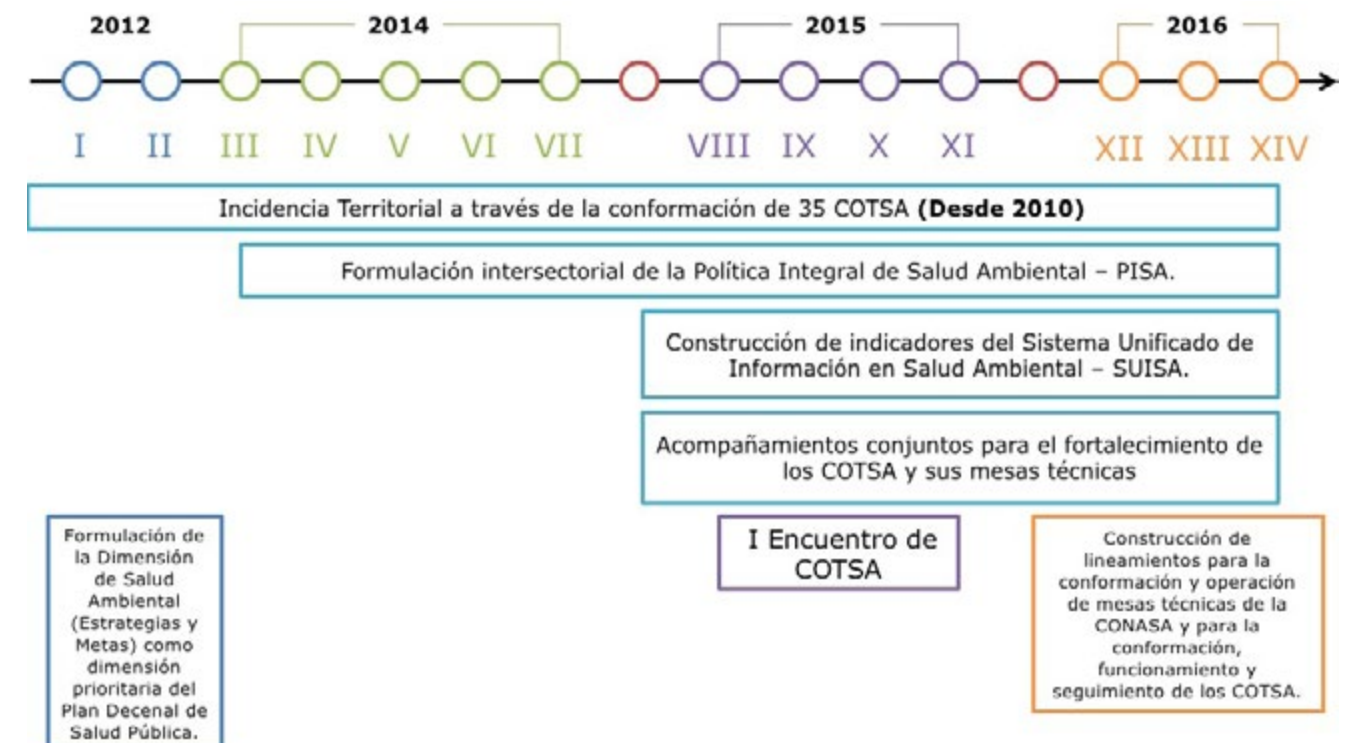 2012 2014 2015 2016
I II III IV V VI VII VIII IX X XI XII XIII XIV
Incidencia Territorial a través de la conformación de 35 COTSA (Desde 2010)
Formulación intersectorial de la Política Integral de Salud Ambiental – PISA.
Construcción de indicadores del Sistema Unificado de
Información en Salud Ambiental – SUISA.
Acompañamientos conjuntos para el fortalecimiento de
los COTSA y sus mesas técnicas
Formulación de
la Dimensión
de Salud
Ambiental
(Estrategias y
Metas) como
dimensión
prioritaria del
Plan Decenal de
Salud Pública.
I Encuentro de
COTSA
Construcción de
lineamientos para la
conformación y operación
de mesas técnicas de la
CONASA y para la
conformación,
funcionamiento y
seguimiento de los COTSA.